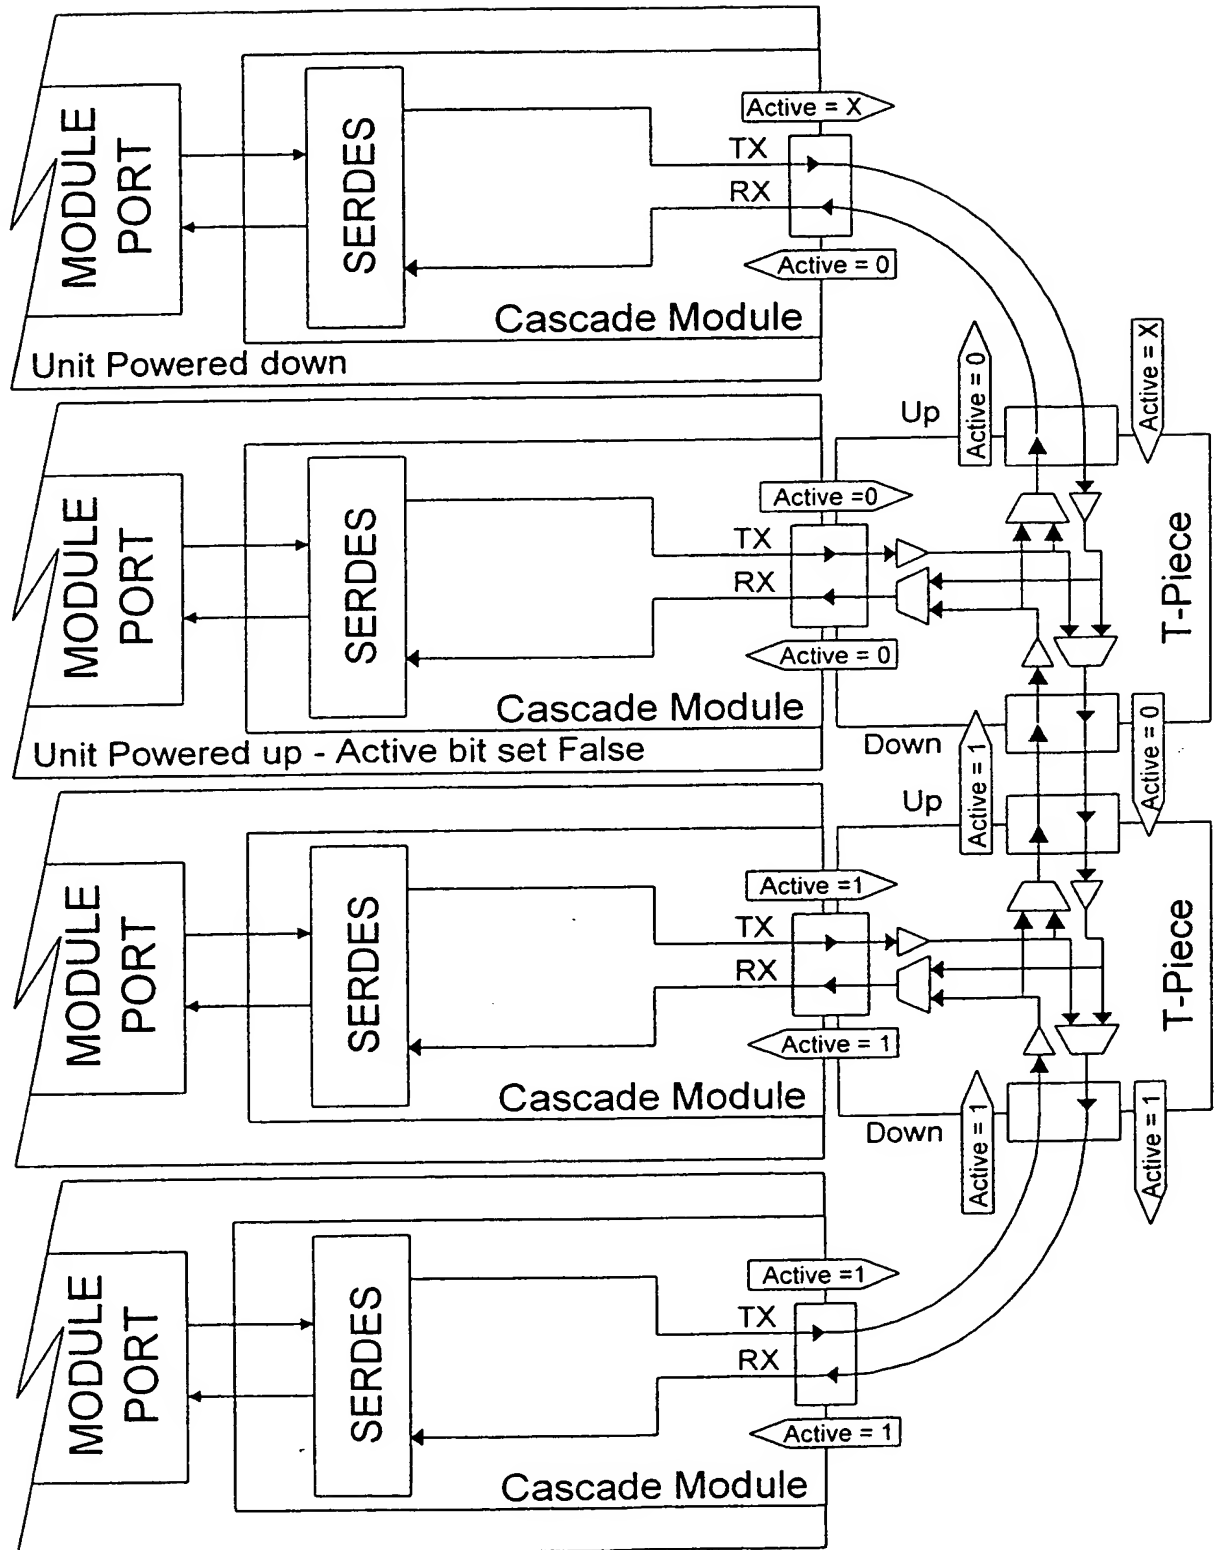 MODULE
PORT
SERDES
Active = X
TX
RX
Active = 0
Cascade Module
Unit Powered down
Active = 0
Active = X
Up
MODULE
PORT
SERDES
Active =0
TX
RX
Active = 0
T-Piece
Cascade Module
Unit Powered up - Active bit set False
Down
Active = 1
Active = 0
Up
MODULE
PORT
SERDES
Active =1
TX
RX
Active = 1
T-Piece
Cascade Module
Down
Active = 1
Active = 1
MODULE
PORT
SERDES
Active =1
TX
RX
Active = 1
Cascade Module